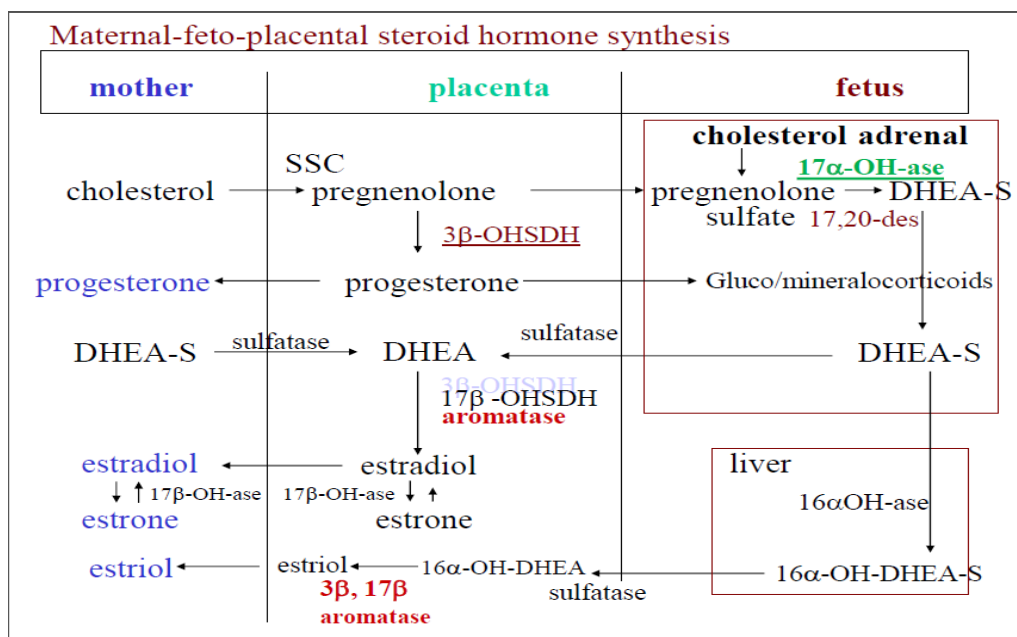 Maternal-feto-placental steroid hormone synthesis
mother placenta fetus
cholesterol adrenal
SSC 17α-OH-ase
cholesterol pregnenolone pregnenolone DHEA-S
sulfate 17,20-des
3β-OHSDH
progesterone progesterone Gluco/mineralocorticoids
sulfatase sulfatase
DHEA-S DHEA DHEA-S
3β-OHSDH
17β -OHSDH
aromatase
estradiol estradiol liver
17β-OH-ase 17β-OH-ase
16αOH-ase
estrone estrone
estriol estriol 16α-OH-DHEA 16α-OH-DHEA-S
3β, 17β sulfatase
aromatase